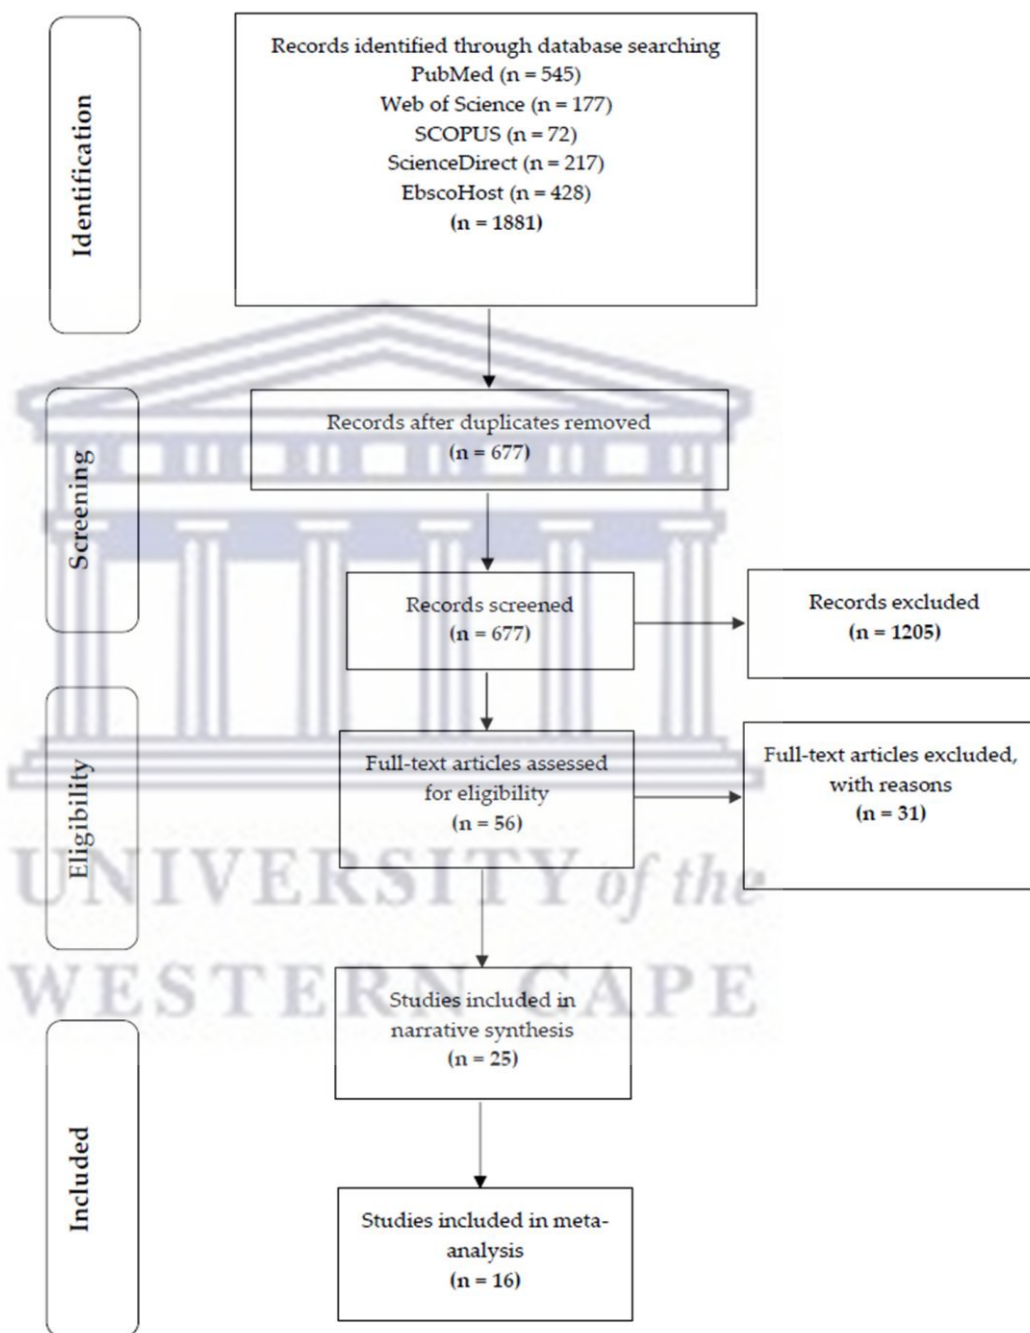 Identification
Records identified through database searching
PubMed (n = 545)
Web of Science (n = 177)
SCOPUS (n = 72)
ScienceDirect (n = 217)
EbscoHost (n = 428)
(n = 1881)
Screening
Records after duplicates removed
(n = 677)
Records screened
(n = 677)
Records excluded
(n = 1205)
Eligibility
Full-text articles assessed
for eligibility
(n = 56)
Full-text articles excluded,
with reasons
(n = 31)
UNIVERSITY of the
WESTERN CAPE
Included
Studies included in
narrative synthesis
(n = 25)
Studies included in meta-
analysis
(n = 16)